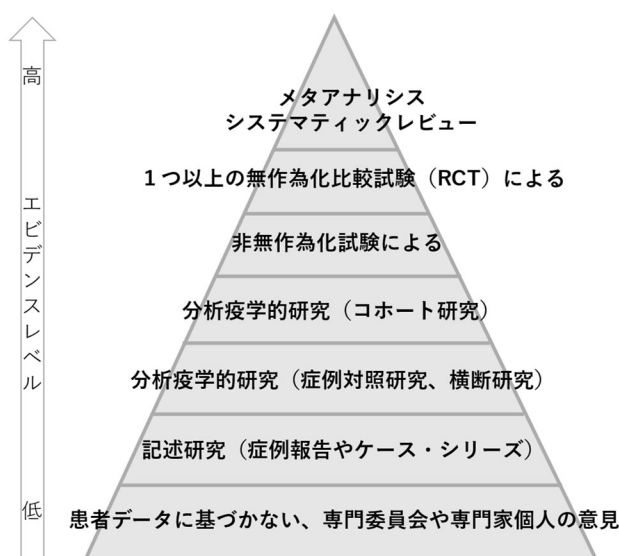 高
エビデンスレベル
低
メタアナリシス
システマティックレビュー
１つ以上の無作為化比較試験（RCT）による
非無作為化試験による
分析疫学的研究（コホート研究）
分析疫学的研究（症例対照研究、横断研究）
記述研究（症例報告やケース・シリーズ）
患者データに基づかない、専門委員会や専門家個人の意見